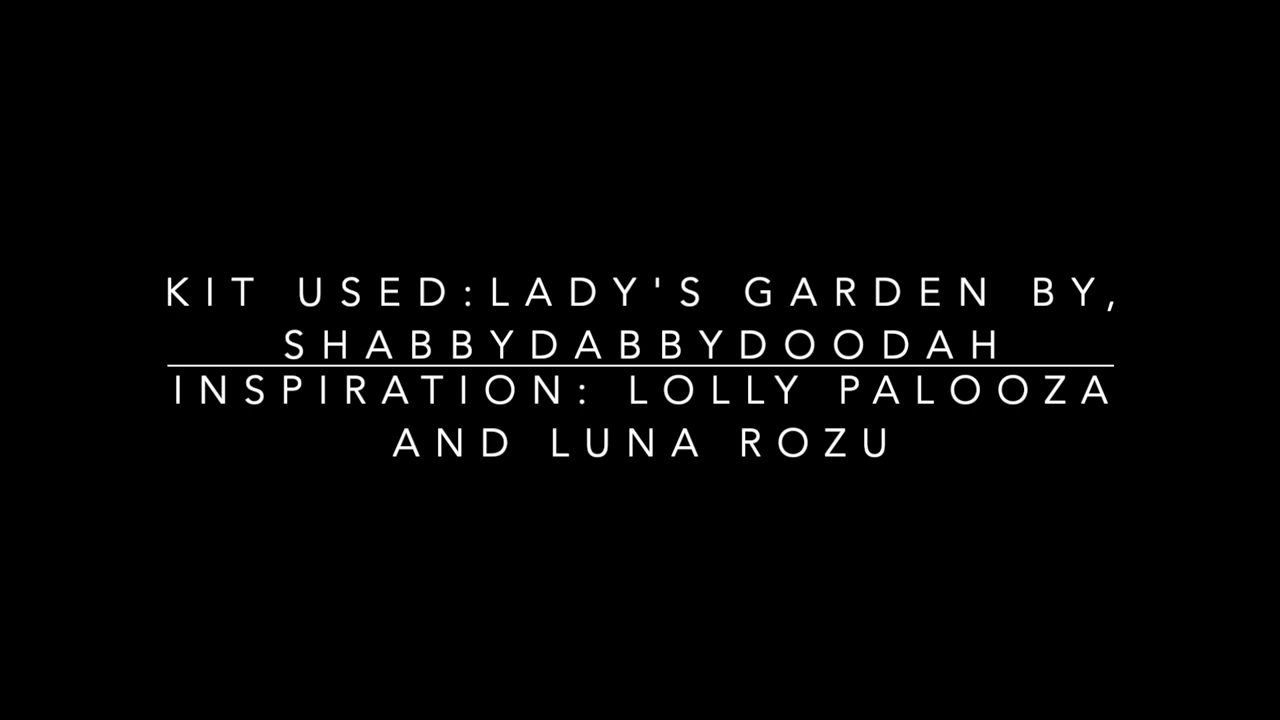 KIT USED:LADY'S GARDEN BY,
SHABBYDABBYDOODAH
INSPIRATION: LOLLY PALOOZA
AND LUNA ROZU